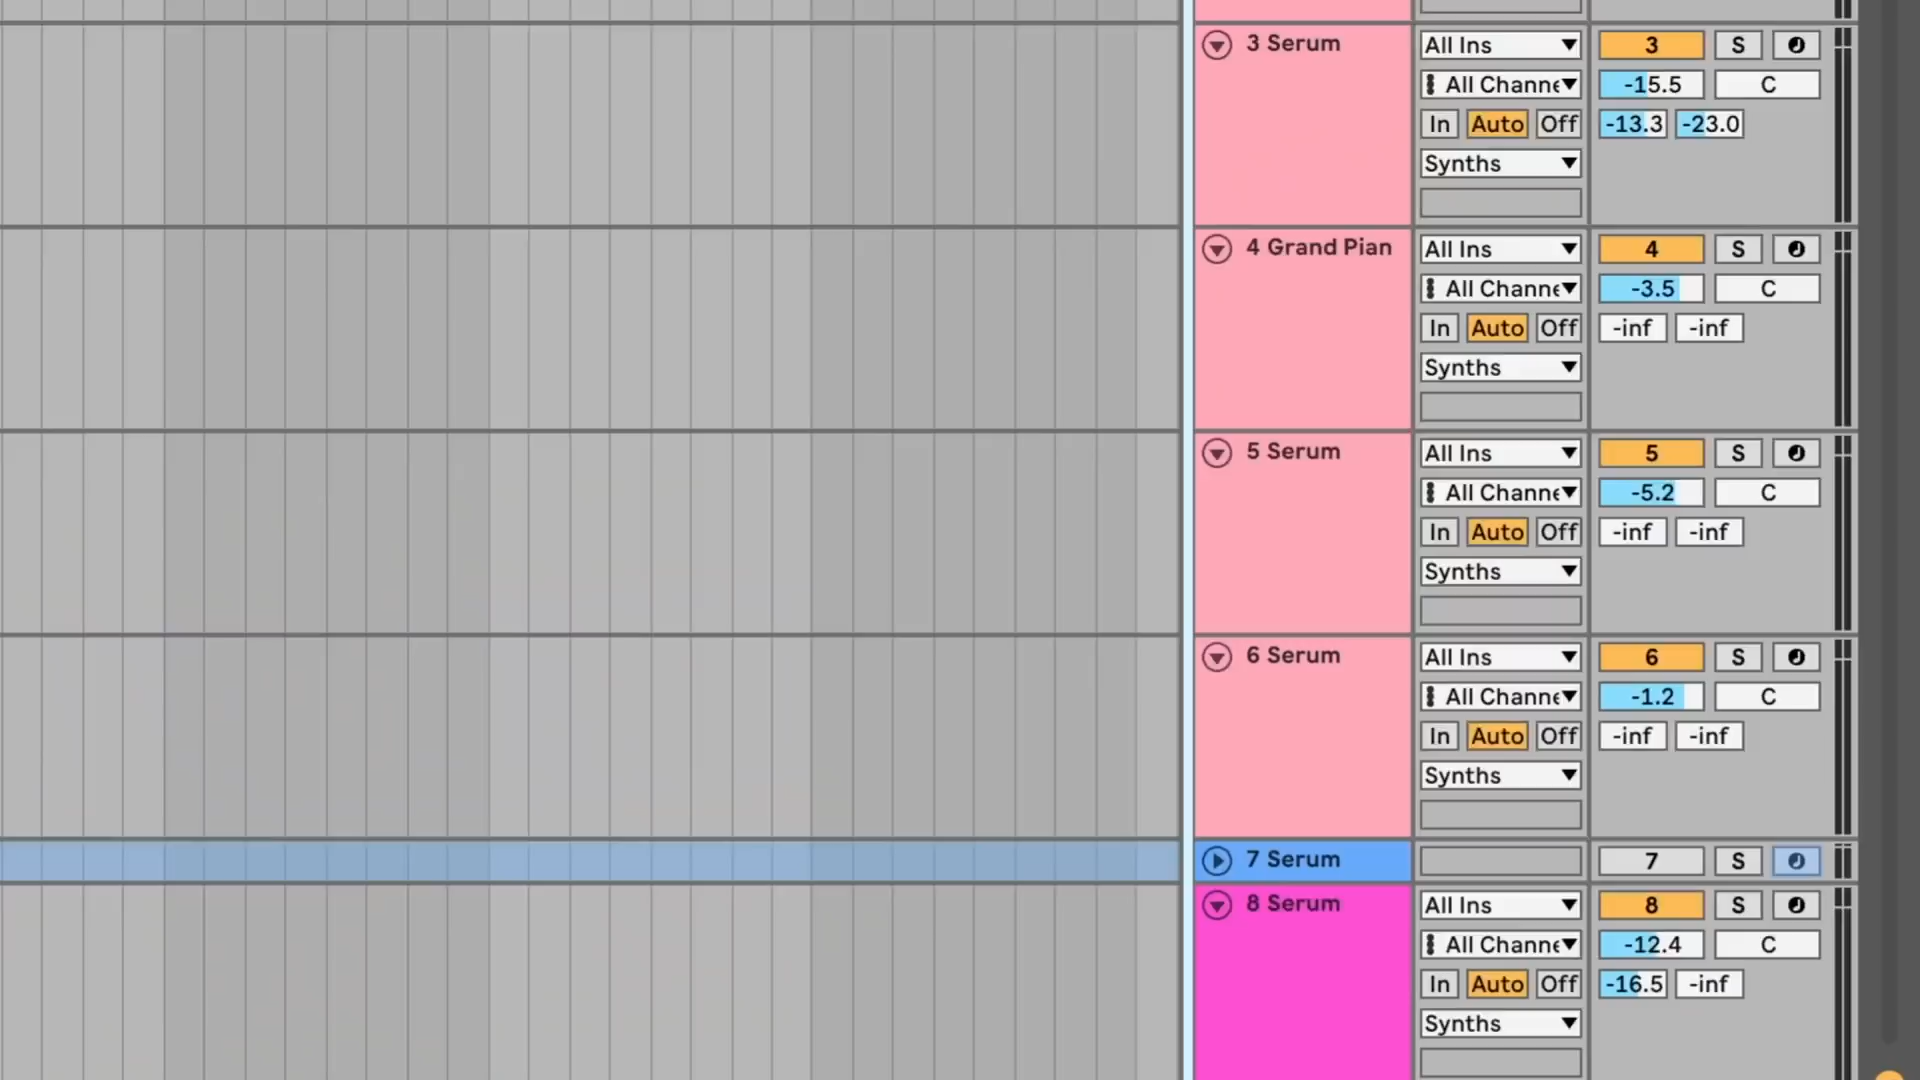 3 Serum All Ins 3 S
All Channe -15.5 C
In Auto Off -13.3 -23.0
Synths
4 Grand Pian All Ins 4 S
All Channe -3.5 C
In Auto Off -inf -inf
Synths
5 Serum All Ins 5 S
All Channe -5.2 C
In Auto Off -inf -inf
Synths
6 Serum All Ins 6 S
All Channe -1.2 C
In Auto Off -inf -inf
Synths
7 Serum 7 S
8 Serum All Ins 8 S
All Channe -12.4 C
In Auto Off -16.5 -inf
Synths